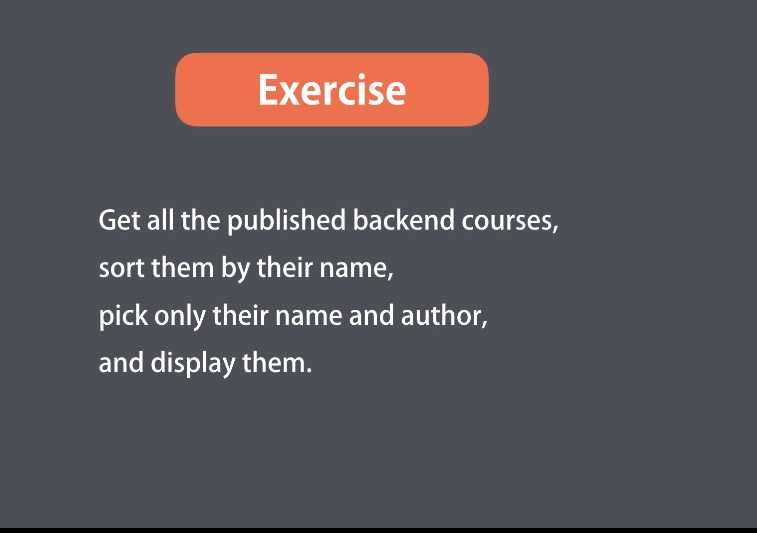 Exercise
Get all the published backend courses,
sort them by their name,
pick only their name and author,
and display them.